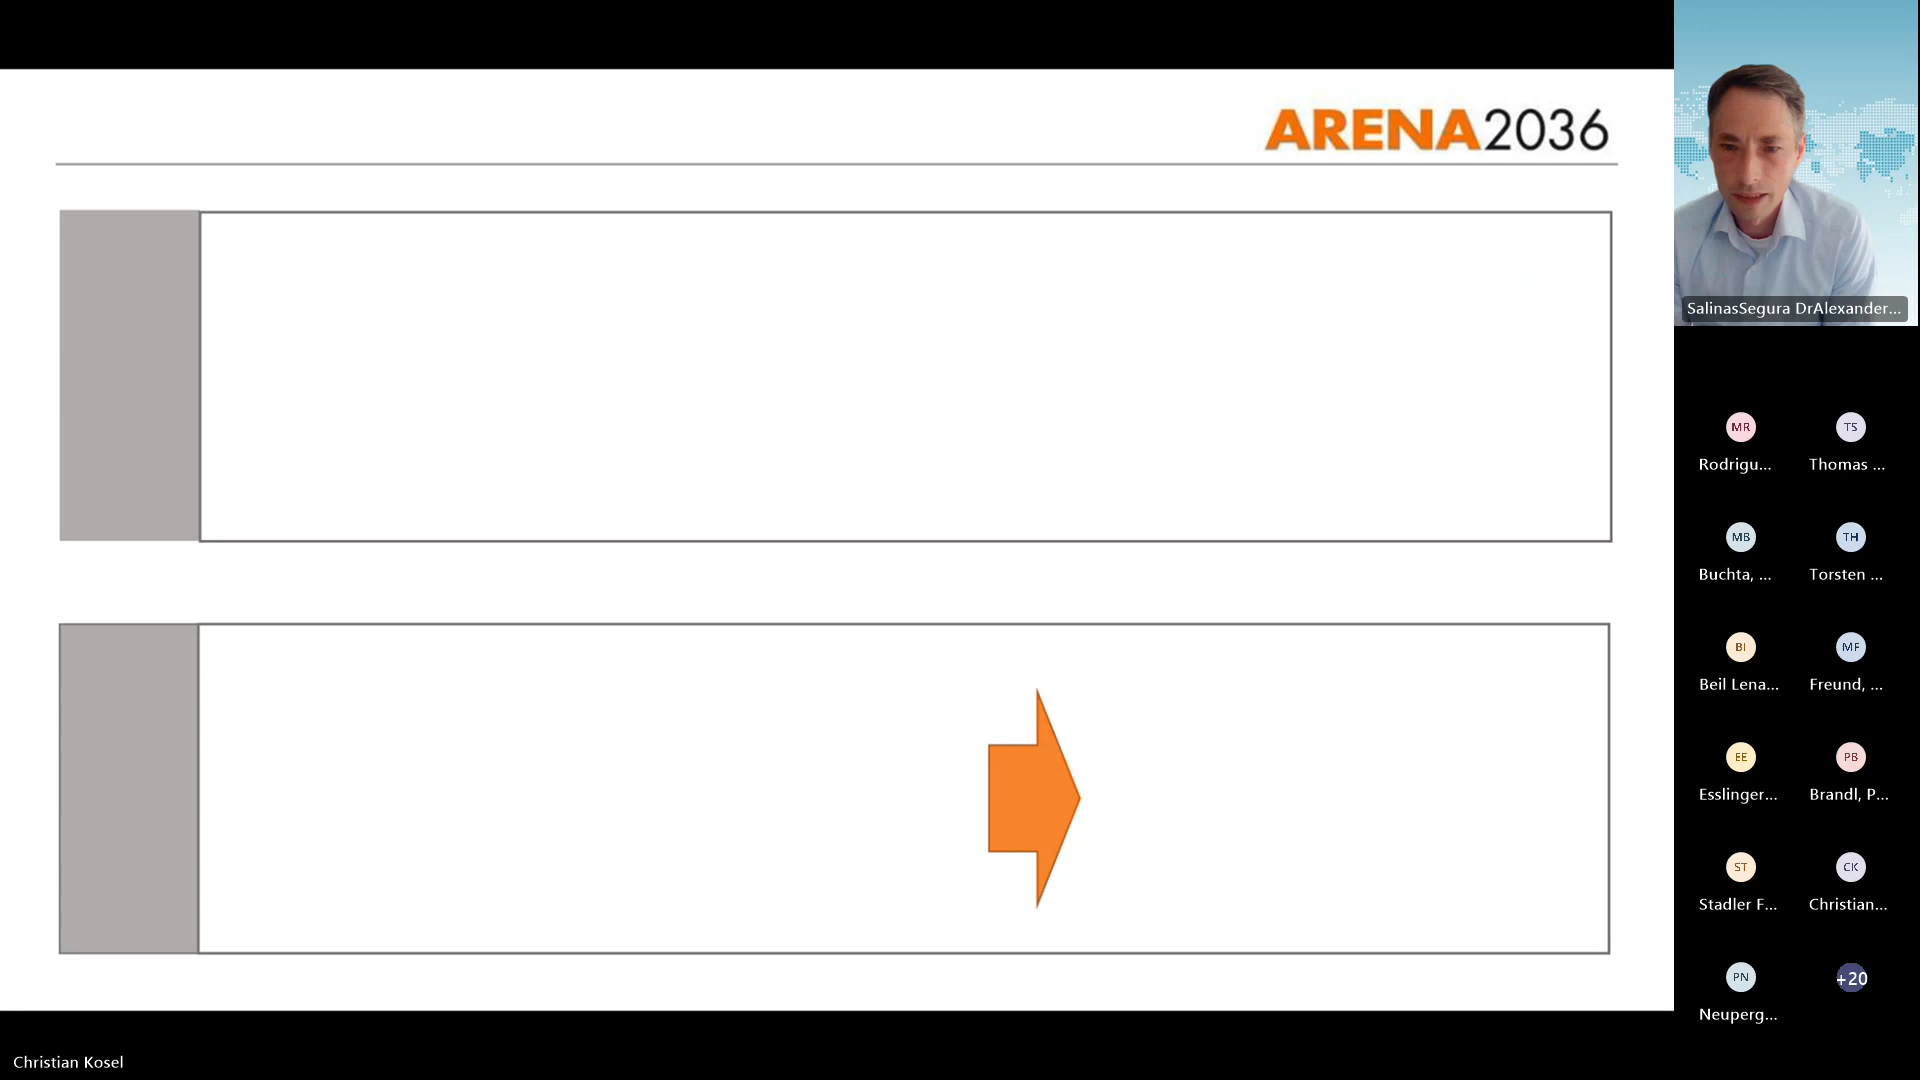 ARENA2036
SalinasSegura DrAlexander...
MR
TS
Rodrigu...
Thomas ...
MB
TH
Buchta, ...
Torsten ...
BI
MF
Beil Lena...
Freund, ...
EE
PB
Esslinger...
Brandl, P...
ST
CK
Stadler F...
Christian...
PN
+20
Neuperg...
Christian Kosel